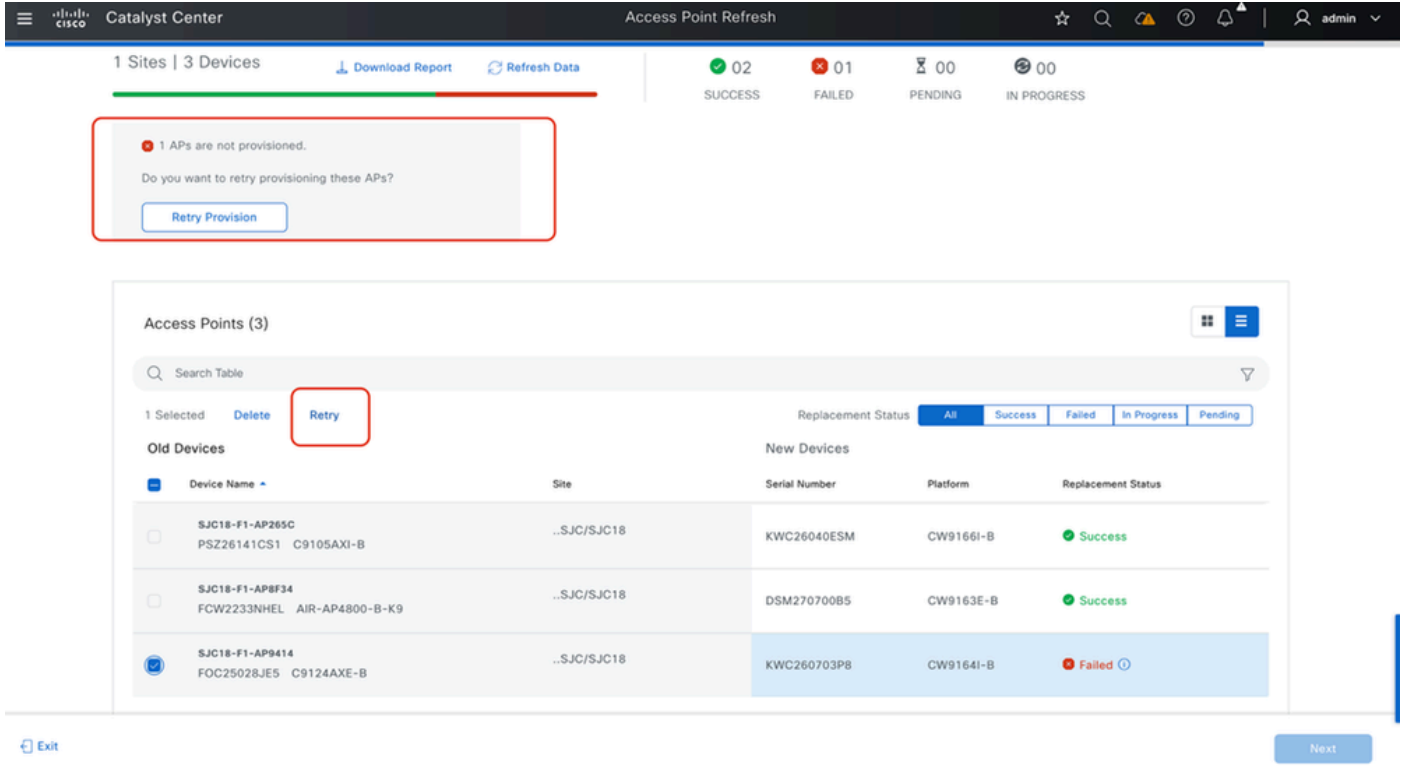 cisco Catalyst Center Access Point Refresh admin
1 Sites | 3 Devices Download Report Refresh Data 02 01 00 00
SUCCESS FAILED PENDING IN PROGRESS
1 APs are not provisioned.
Do you want to retry provisioning these APs?
Retry Provision
Access Points (3)
Search Table
1 Selected Delete Retry Replacement Status All Success Failed In Progress Pending
Old Devices New Devices
Device Name Site Serial Number Platform Replacement Status
SJC18-F1-AP265C
PSZ26141CS1 C9105AXI-B ..SJC/SJC18 KWC26040ESM CW9166I-B Success
SJC18-F1-AP8F34
FCW2233NHEL AIR-AP4800-B-K9 ..SJC/SJC18 DSM270700B5 CW9163E-B Success
SJC18-F1-AP9414
FOC25028JE5 C9124AXE-B ..SJC/SJC18 KWC260703P8 CW9164I-B Failed
Exit Next